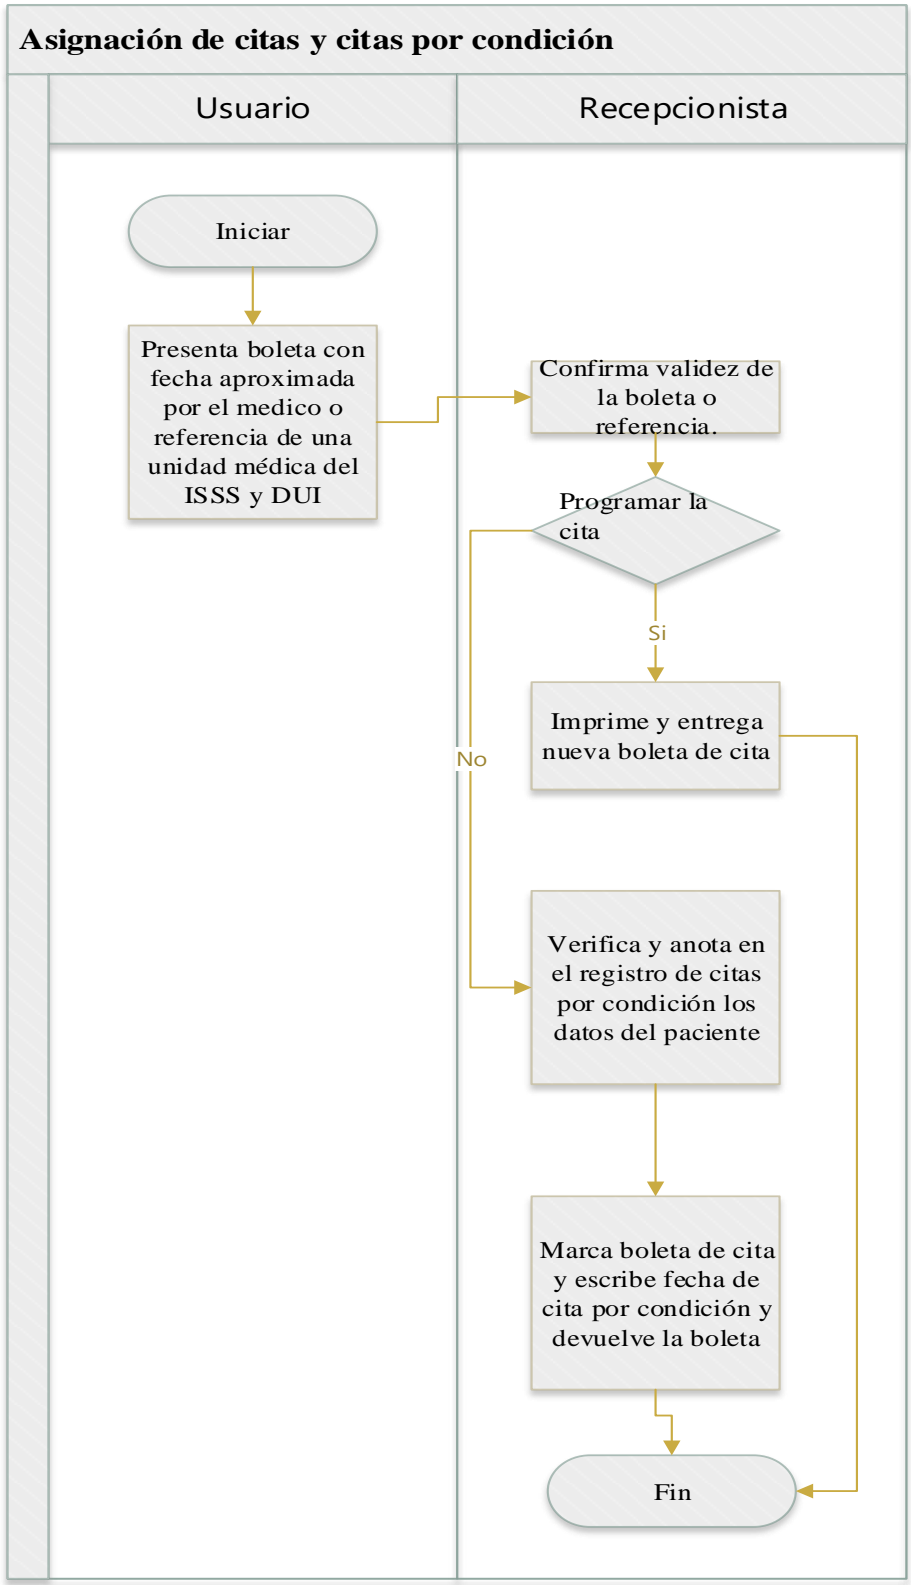 Asignación de citas y citas por condición
Usuario
Recepcionista
Iniciar
Presenta boleta con
fecha aproximada
por el medico o
referencia de una
unidad médica del
ISSS y DUI
Confirma validez de
la boleta o
referencia.
Programar la
cita
Si
Imprime y entrega
nueva boleta de cita
No
Verifica y anota en
el registro de citas
por condición los
datos del paciente
Marca boleta de cita
y escribe fecha de
cita por condición y
devuelve la boleta
Fin